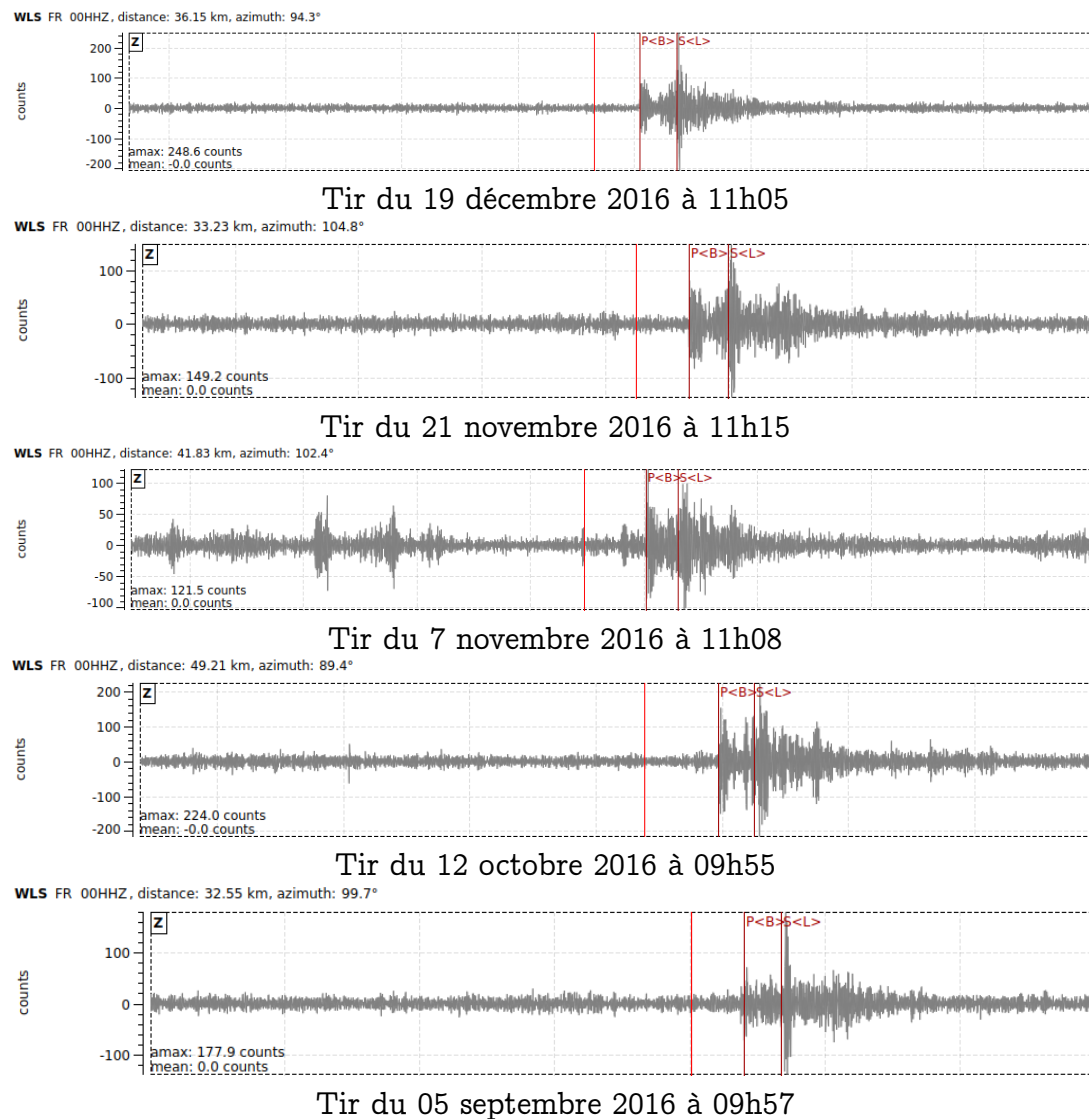 WLS FR 00HHZ, distance: 36.15 km, azimuth: 94.3°
Z
P<B> S<L>
200
100
0
-100
-200
counts
amax: 248.6 counts
mean: -0.0 counts
Tir du 19 décembre 2016 à 11h05
WLS FR 00HHZ, distance: 33.23 km, azimuth: 104.8°
Z
P<B> S<L>
100
0
-100
counts
amax: 149.2 counts
mean: 0.0 counts
Tir du 21 novembre 2016 à 11h15
WLS FR 00HHZ, distance: 41.83 km, azimuth: 102.4°
Z
P<B>S<L>
100
50
0
-50
-100
counts
amax: 121.5 counts
mean: 0.0 counts
Tir du 7 novembre 2016 à 11h08
WLS FR 00HHZ, distance: 49.21 km, azimuth: 89.4°
Z
P<B>S<L>
200
100
0
-100
-200
counts
amax: 224.0 counts
mean: -0.0 counts
Tir du 12 octobre 2016 à 09h55
WLS FR 00HHZ, distance: 32.55 km, azimuth: 99.7°
Z
P<B>S<L>
100
0
-100
counts
amax: 177.9 counts
mean: 0.0 counts
Tir du 05 septembre 2016 à 09h57